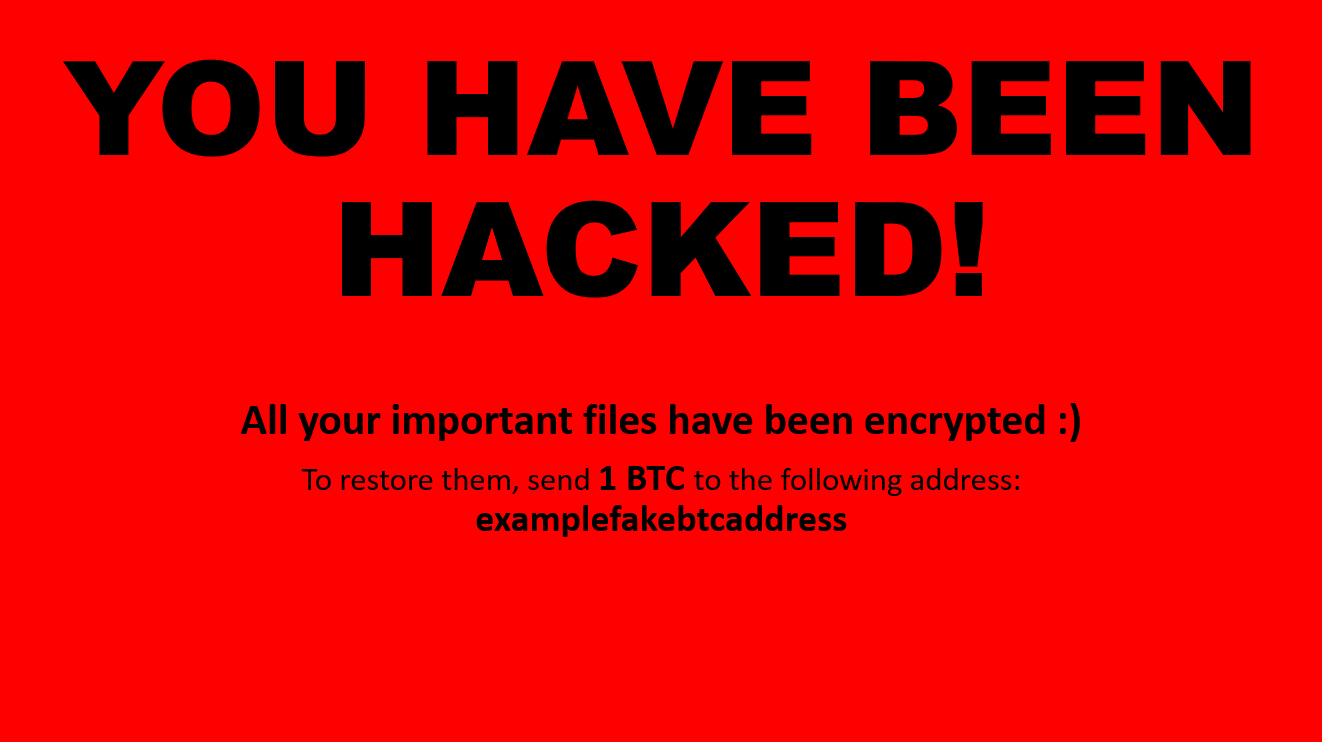 YOU HAVE BEEN
HACKED!
All your important files have been encrypted :)
To restore them, send 1 BTC to the following address:
examplefakebtcaddress